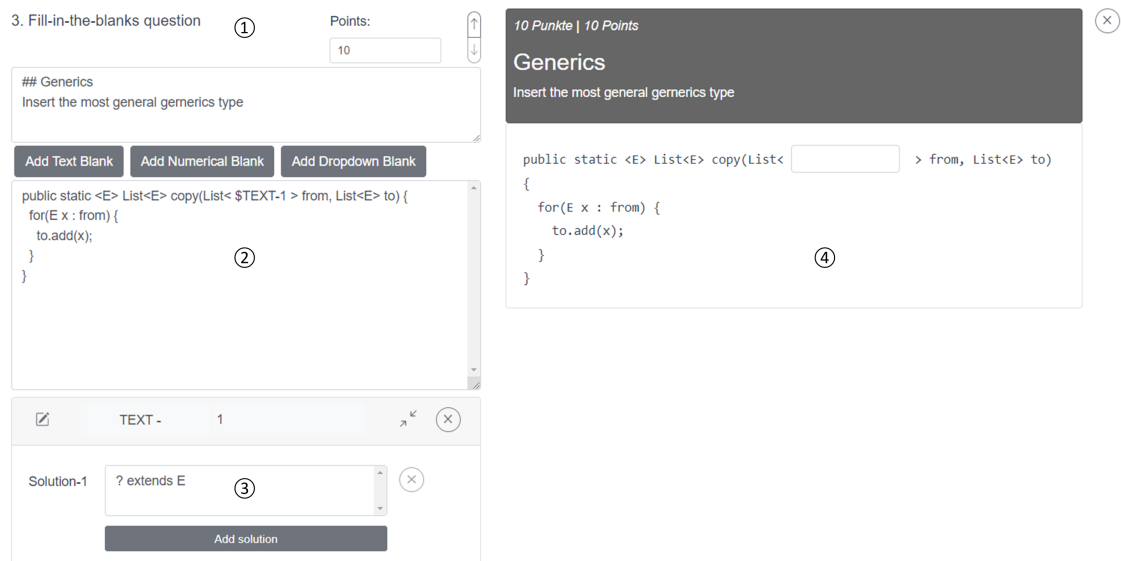 3. Fill-in-the-blanks question
①
Points:
10
## Generics
Insert the most general gernerics type
Add Text Blank
Add Numerical Blank
Add Dropdown Blank
public static <E> List<E> copy(List< $TEXT-1 > from, List<E> to) {
for(E x : from) {
to.add(x);
}
}
②
TEXT -
1
Solution-1
? extends E
③
Add solution
10 Punkte | 10 Points
Generics
Insert the most general gernerics type
public static <E> List<E> copy(List< > from, List<E> to)
{
for(E x : from) {
to.add(x);
}
}
④